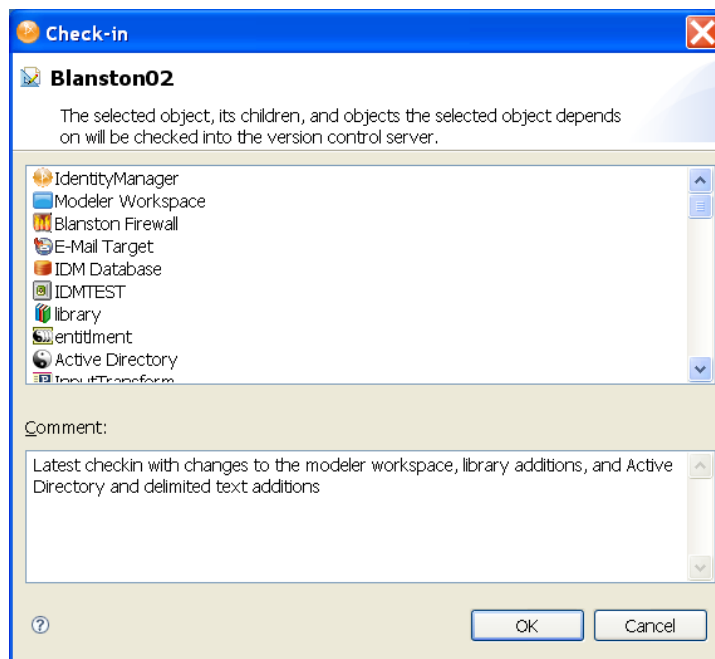 Check-in
Blanston02
The selected object, its children, and objects the selected object depends
on will be checked into the version control server.
IdentityManager
Modeler Workspace
Blanston Firewall
E-Mail Target
IDM Database
IDMTEST
library
entitlment
Active Directory
InputTransform
Comment:
Latest checkin with changes to the modeler workspace, library additions, and Active
Directory and delimited text additions
OK
Cancel